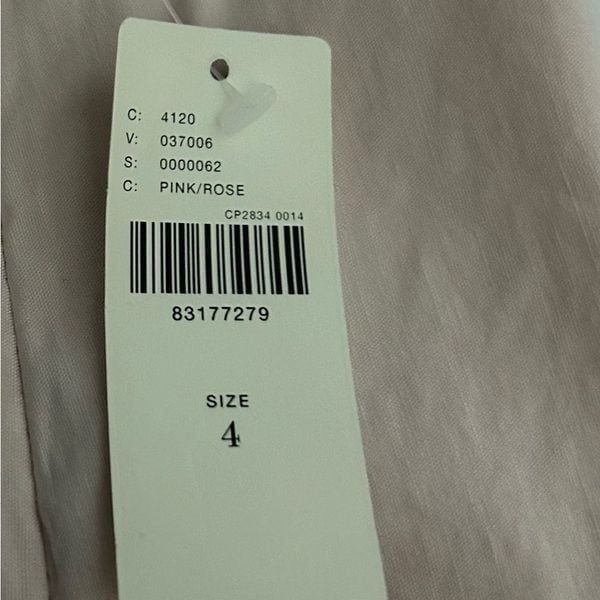 C: 4120
V: 037006
S: 0000062
C: PINK/ROSE
CP2834 0014
83177279
SIZE
4